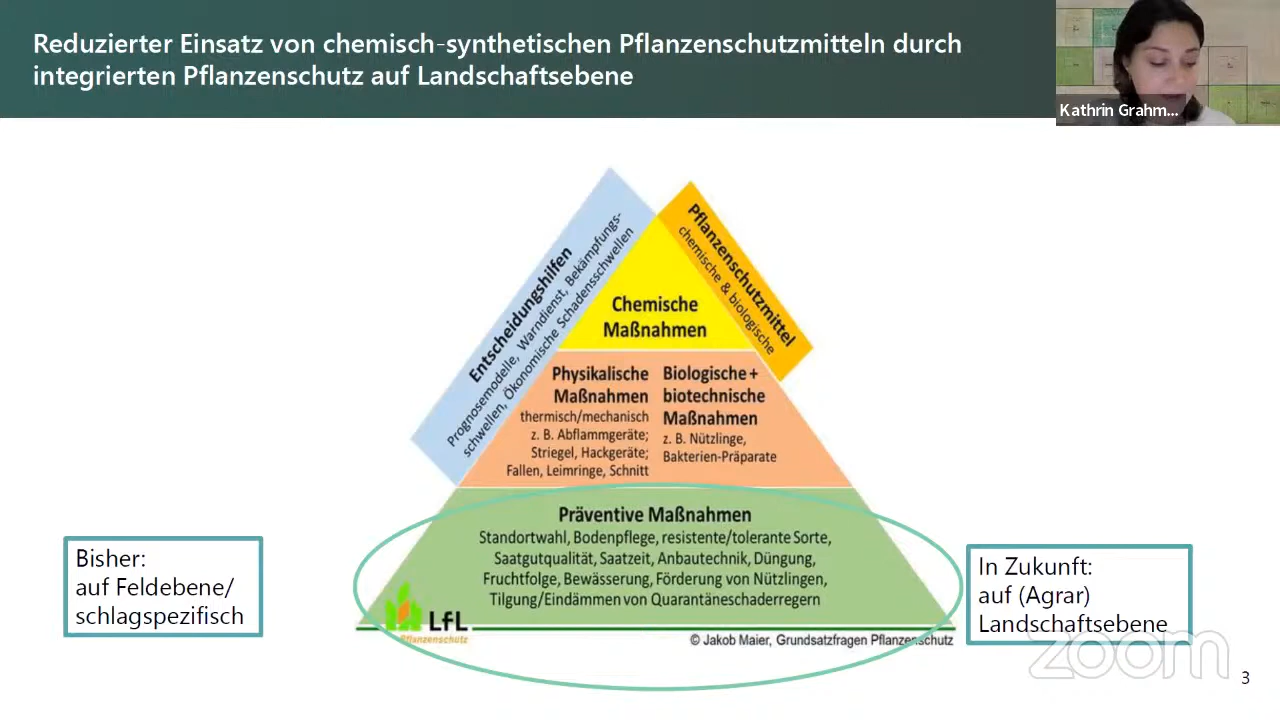 Reduzierter Einsatz von chemisch-synthetischen Pflanzenschutzmitteln durch
integrierten Pflanzenschutz auf Landschaftsebene
Kathrin Grahm...
Entscheidungshilfen
Prognosemodelle, Warndienst, Bekämpfungs-
schwellen, Ökonomische Schadensschwellen
Pflanzenschutzmittel
chemische & biologische
Chemische
Maßnahmen
Physikalische
Maßnahmen
thermisch/mechanisch
z. B. Abflammgeräte;
Striegel, Hackgeräte;
Fallen, Leimringe, Schnitt
Biologische +
biotechnische
Maßnahmen
z. B. Nützlinge,
Bakterien-Präparate
Präventive Maßnahmen
Standortwahl, Bodenpflege, resistente/tolerante Sorte,
Saatgutqualität, Saatzeit, Anbautechnik, Düngung,
Fruchtfolge, Bewässerung, Förderung von Nützlingen,
Tilgung/Eindämmen von Quarantäneschaderregern
LfL
Pflanzenschutz
© Jakob Maier, Grundsatzfragen Pflanzenschutz
Bisher:
auf Feldebene/
schlagspezifisch
In Zukunft:
auf (Agrar)
Landschaftsebene
zoom
3